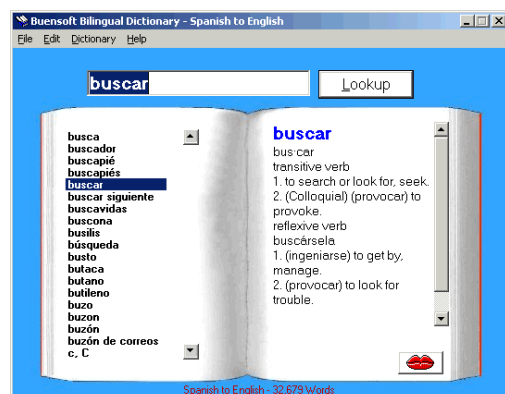 Buensoft Bilingual Dictionary - Spanish to English
File Edit Dictionary Help
buscar
Lookup
busca
buscador
buscapié
buscapiés
buscar
buscar siguiente
buscavidas
buscona
busilis
búsqueda
busto
butaca
butano
butileno
buzo
buzon
buzón
buzón de correos
c, C
buscar
bus·car
transitive verb
1. to search or look for, seek.
2. (Colloquial) (provocar) to
provoke.
reflexive verb
buscársela
1. (ingeniarse) to get by,
manage.
2. (provocar) to look for
trouble.
Spanish to English - 32,679 Words